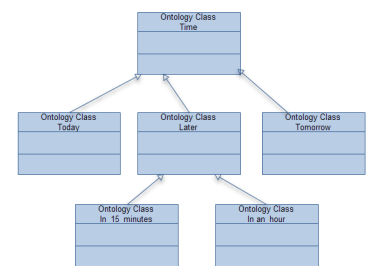 Ontology Class
Time
Ontology Class
Today
Ontology Class
Later
Ontology Class
Tomorrow
Ontology Class
In 15 minutes
Ontology Class
In an hour